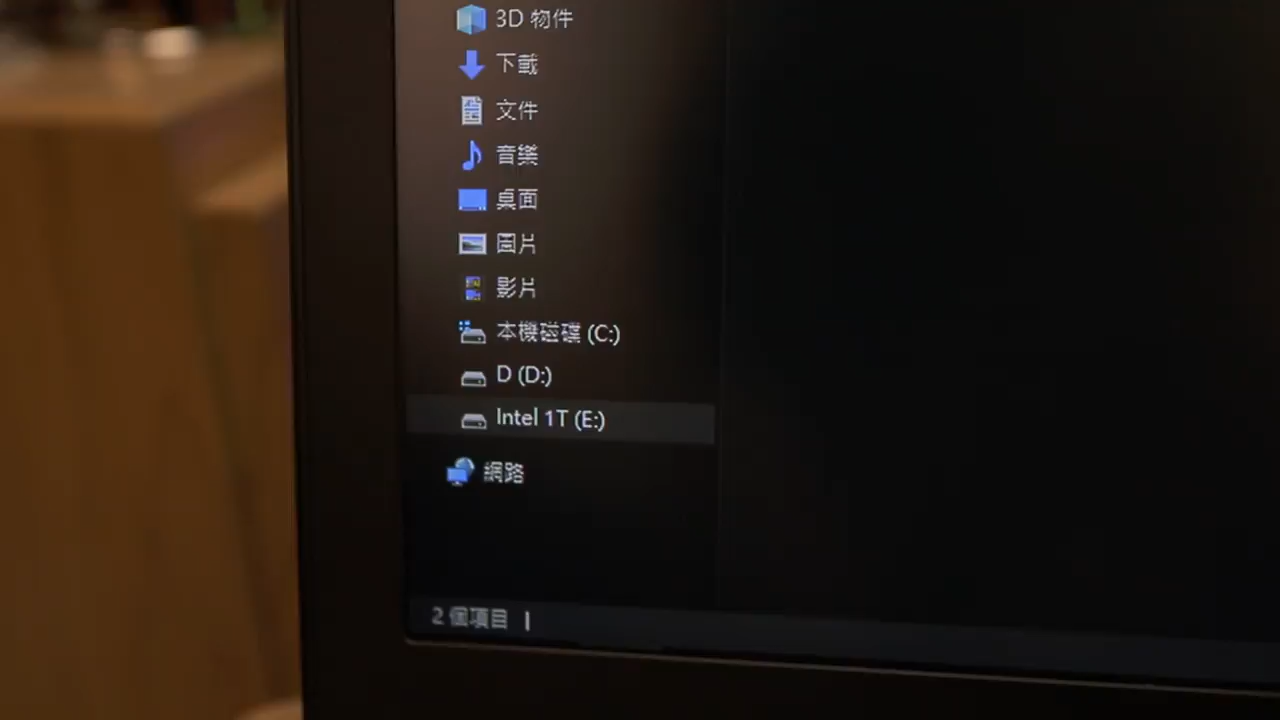 3D 物件
下載
文件
音樂
桌面
圖片
影片
本機磁碟 (C:)
D (D:)
Intel 1T (E:)
網路
2 個項目